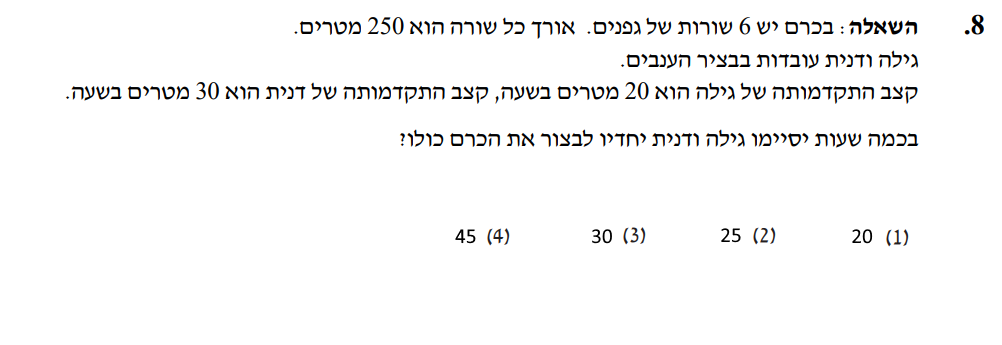 8. השאלה: בכרם יש 6 שורות של גפנים. אורך כל שורה הוא 250 מטרים.
גילה ודנית עובדות בבציר הענבים.
קצב התקדמותה של גילה הוא 20 מטרים בשעה, קצב התקדמותה של דנית הוא 30 מטרים בשעה.
בכמה שעות יסיימו גילה ודנית יחדיו לבצור את הכרם כולו?
(1) 20 (2) 25 (3) 30 (4) 45